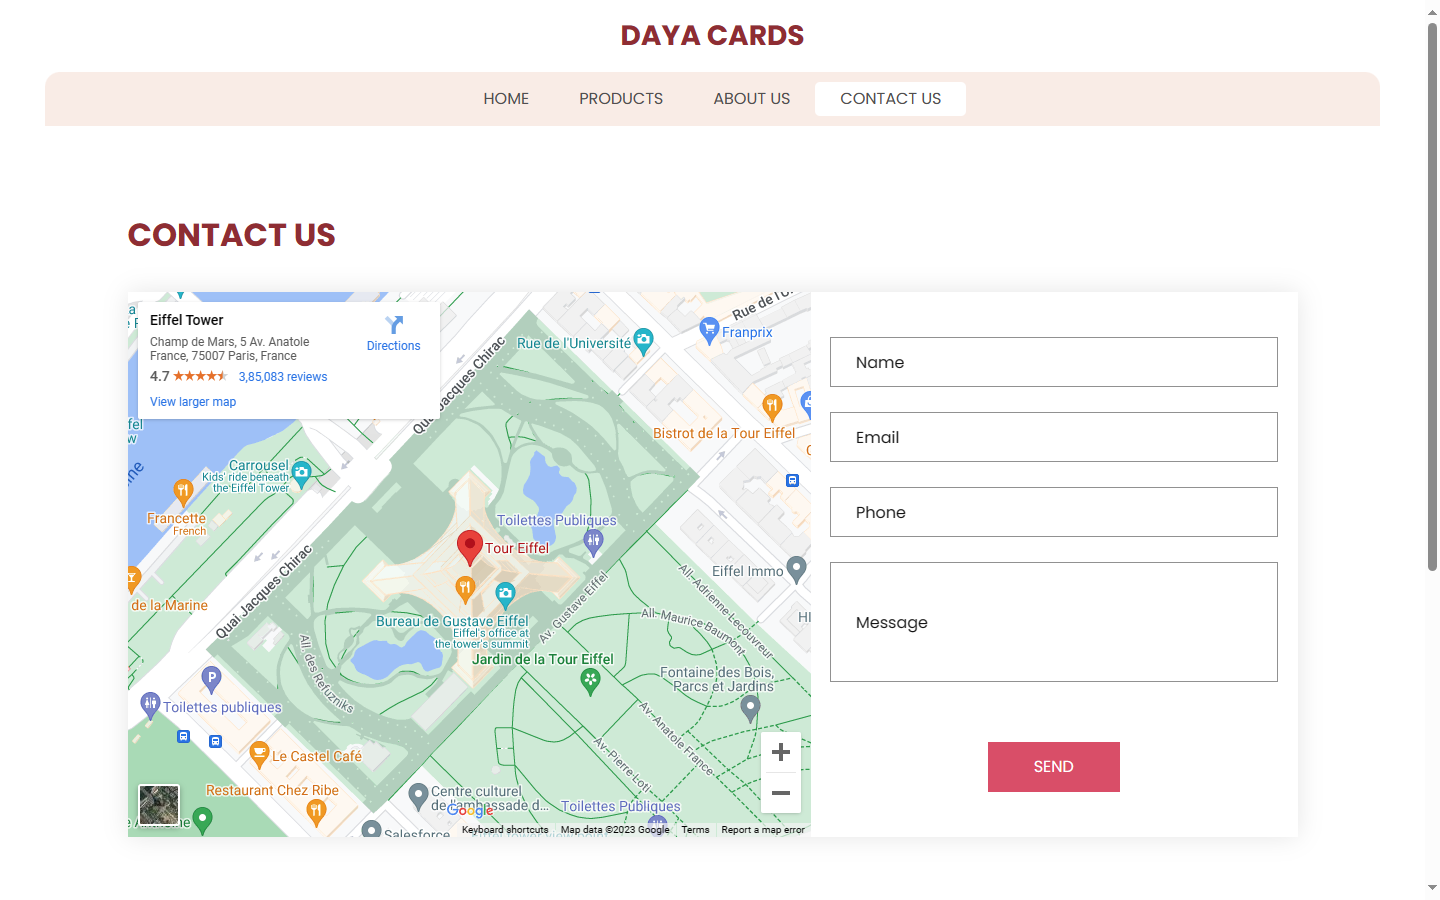 DAYA CARDS
HOME
PRODUCTS
ABOUT US
CONTACT US
CONTACT US
Eiffel Tower
Champ de Mars, 5 Av. Anatole
France, 75007 Paris, France
4.7
3,85,083 reviews
View larger map
Directions
Rue de l'Université
Franprix
Quai Jacques Chirac
Bistrot de la Tour Eiffel
Carrousel
Kids' ride beneath
the Eiffel Tower
Francette
French
Toilettes Publiques
Tour Eiffel
Eiffel Immo
de la Marine
Quai Jacques Chirac
Bureau de Gustave Eiffel
Eiffel's office at
the tower's summit
Av. Gustave Eiffel
All. Adrienne-Lecouvreur
All. Maurice-Baumont
Jardin de la Tour Eiffel
All. des Refuzniks
Fontaine des Bois,
Parcs et Jardins
P
Toilettes publiques
Av. Anatole France
Av. Pierre Loti
Le Castel Café
Restaurant Chez Ribe
Centre culturel
de l'ambassade d...
Toilettes Publiques
Salesforce
Google
Keyboard shortcuts
Map data ©2023 Google
Terms
Report a map error
Name
Email
Phone
Message
SEND